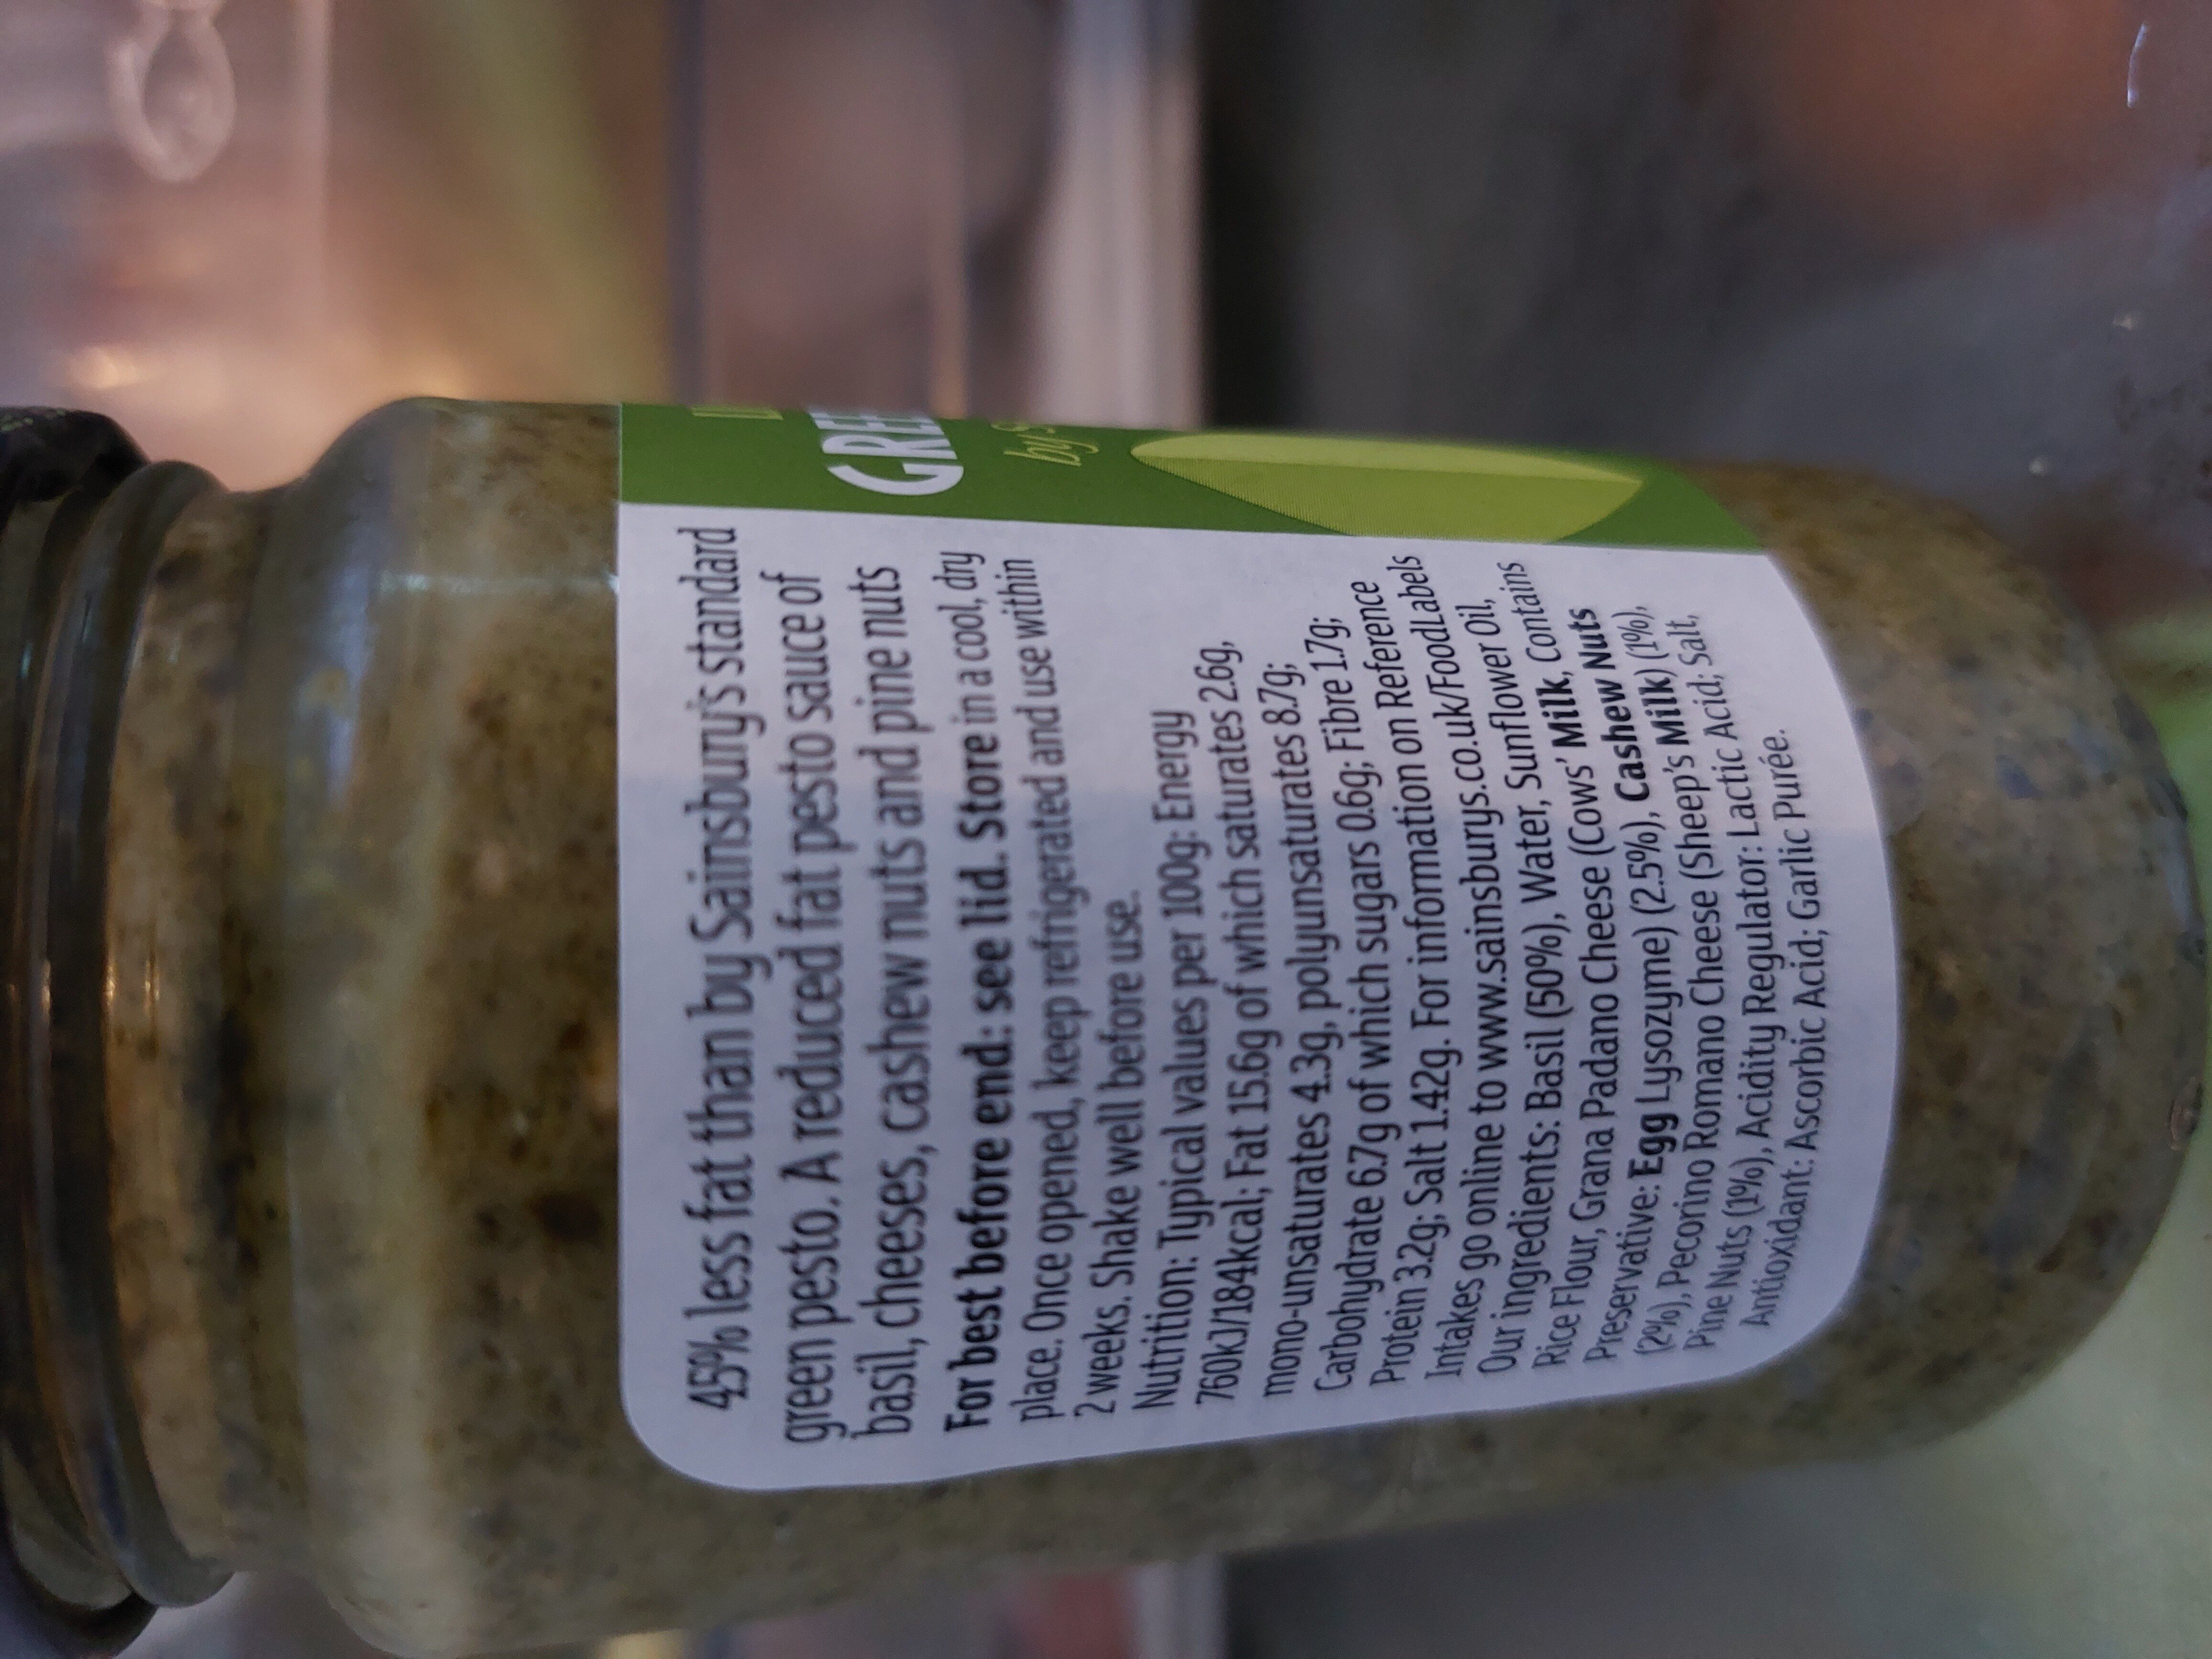 45% less fat than by Sainsbury's standard
green pesto. A reduced fat pesto sauce of
basil, cheeses, cashew nuts and pine nuts
For best before end: see lid. Store in a cool, dry
place. Once opened, keep refrigerated and use within
2 weeks. Shake well before use.
Nutrition: Typical values per 100g: Energy
760kJ/184kcal; Fat 15.6g of which saturates 2.6g,
mono-unsaturates 4.3g, polyunsaturates 8.7g;
Carbohydrate 6.7g of which sugars 0.6g; Fibre 1.7g;
Protein 3.2g; Salt 1.42g. For information on Reference
Intakes go online to www.sainsburys.co.uk/FoodLabels
Our ingredients: Basil (50%), Water, Sunflower Oil,
Rice Flour, Grana Padano Cheese (Cows' Milk, Contains
Preservative: Egg Lysozyme) (2.5%), Cashew Nuts
(2%), Pecorino Romano Cheese (Sheep's Milk) (1%),
Pine Nuts (1%), Acidity Regulator: Lactic Acid; Salt,
Antioxidant: Ascorbic Acid; Garlic Purée.
GRE
by S